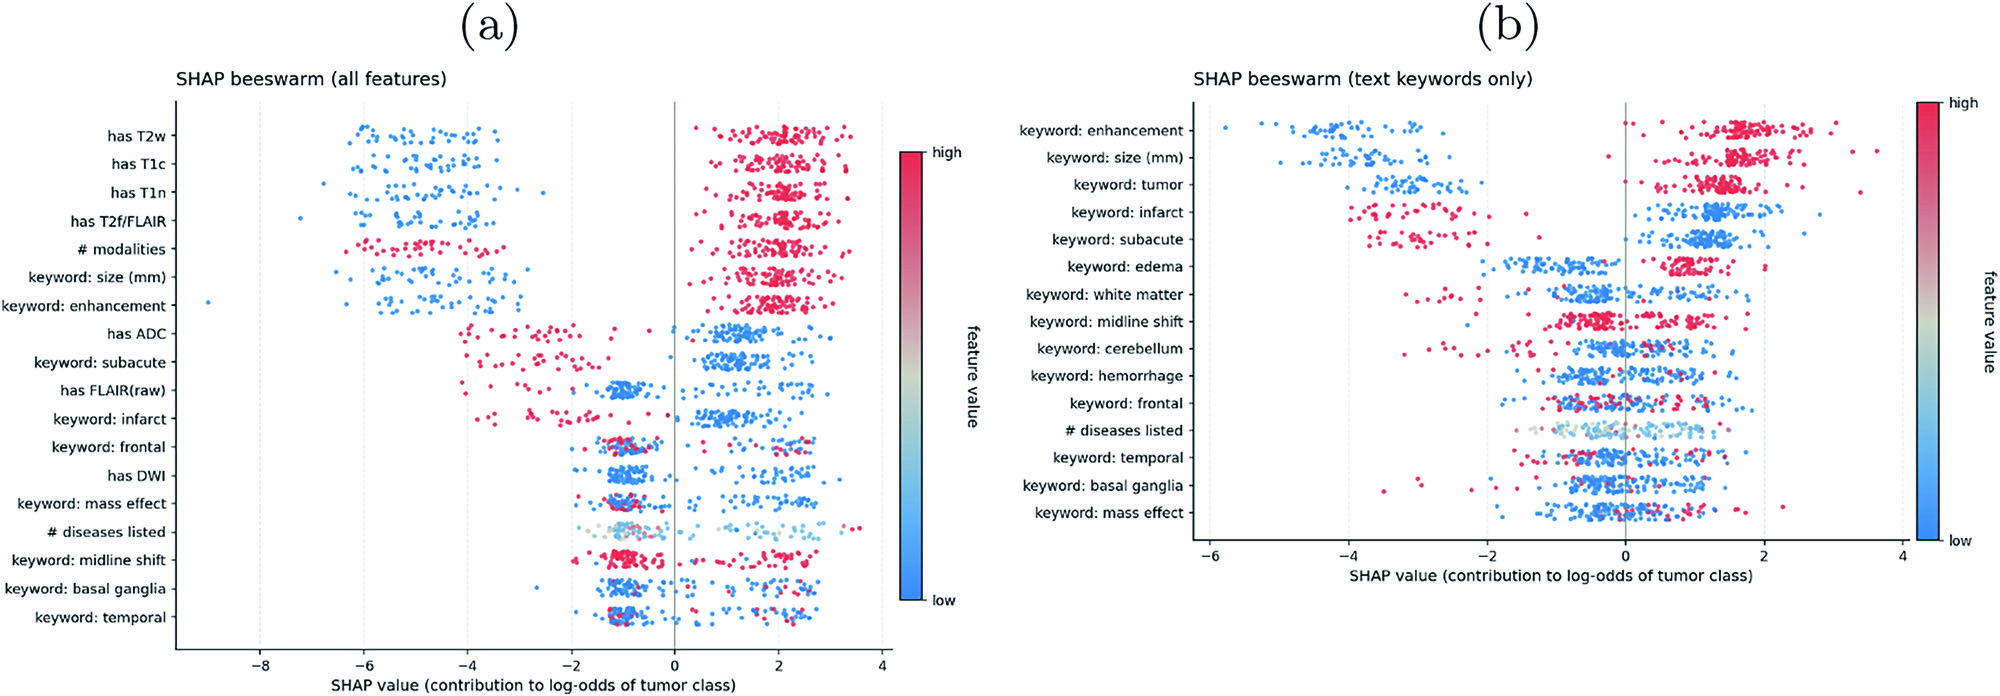 (a)
SHAP beeswarm (all features)
has T2w
has T1c
has T1n
has T2f/FLAIR
# modalities
keyword: size (mm)
keyword: enhancement
has ADC
keyword: subacute
has FLAIR(raw)
keyword: infarct
keyword: frontal
has DWI
keyword: mass effect
# diseases listed
keyword: midline shift
keyword: basal ganglia
keyword: temporal
−8 −6 −4 −2 0 2 4
SHAP value (contribution to log-odds of tumor class)
high
feature value
low
(b)
SHAP beeswarm (text keywords only)
keyword: enhancement
keyword: size (mm)
keyword: tumor
keyword: infarct
keyword: subacute
keyword: edema
keyword: white matter
keyword: midline shift
keyword: cerebellum
keyword: hemorrhage
keyword: frontal
# diseases listed
keyword: temporal
keyword: basal ganglia
keyword: mass effect
−6 −4 −2 0 2 4
SHAP value (contribution to log-odds of tumor class)
high
feature value
low